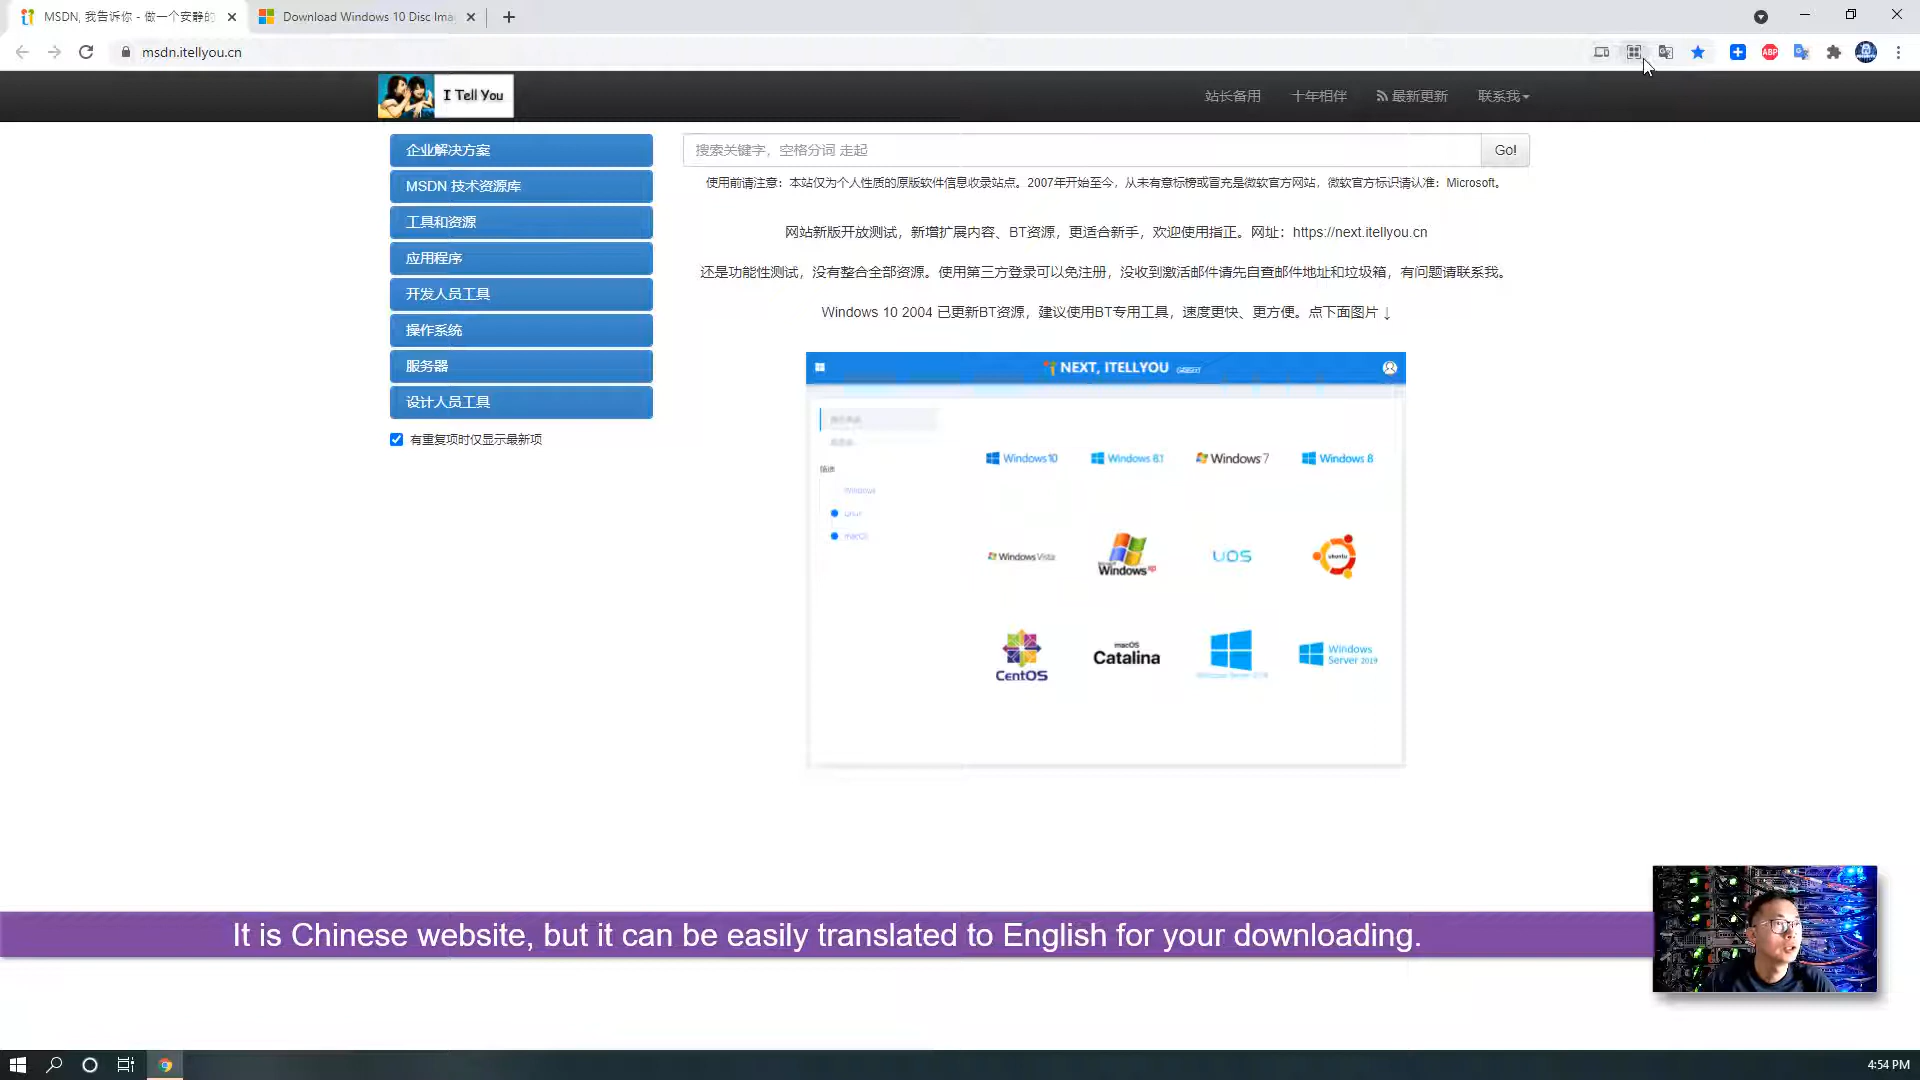 MSDN, 我告诉你 - 做一个安静的
Download Windows 10 Disc Ima
msdn.itellyou.cn
ABP
I Tell You
站长备用
十年相伴
最新更新
联系我
企业解决方案
MSDN 技术资源库
工具和资源
应用程序
开发人员工具
操作系统
服务器
设计人员工具
有重复项时仅显示最新项
搜索关键字，空格分词 走起
Go!
使用前请注意：本站仅为个人性质的原版软件信息收录站点。2007年开始至今，从未有意标榜或冒充是微软官方网站，微软官方标识请认准：Microsoft。
网站新版开放测试，新增扩展内容、BT资源，更适合新手，欢迎使用指正。网址：https://next.itellyou.cn
还是功能性测试，没有整合全部资源。使用第三方登录可以免注册，没收到激活邮件请先自查邮件地址和垃圾箱，有问题请联系我。
Windows 10 2004 已更新BT资源，建议使用BT专用工具，速度更快、更方便。点下面图片 ↓
NEXT, ITELLYOU
Windows
Linux
macOS
Windows 10
Windows 8.1
Windows 7
Windows 8
Windows Vista
Microsoft
Windows xp
UOS
ubuntu
CentOS
macOS
Catalina
Windows
Server 2019
It is Chinese website, but it can be easily translated to English for your downloading.
4:54 PM